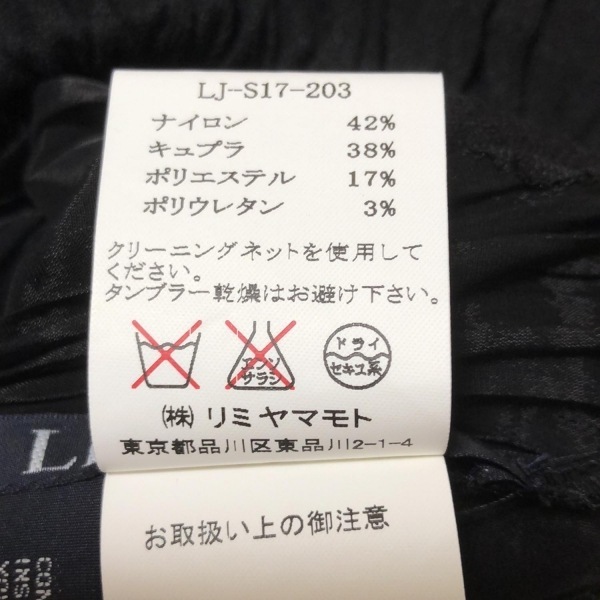 LJ-S17-203
ナイロン 42%
キュプラ 38%
ポリエステル 17%
ポリウレタン 3%
クリーニングネットを使用して
ください。
タンブラー乾燥はお避け下さい。
エンソ
サラシ
ドライ
セキユ系
㈱ リミヤマモト
東京都品川区東品川2-1-4
お取扱い上の御注意